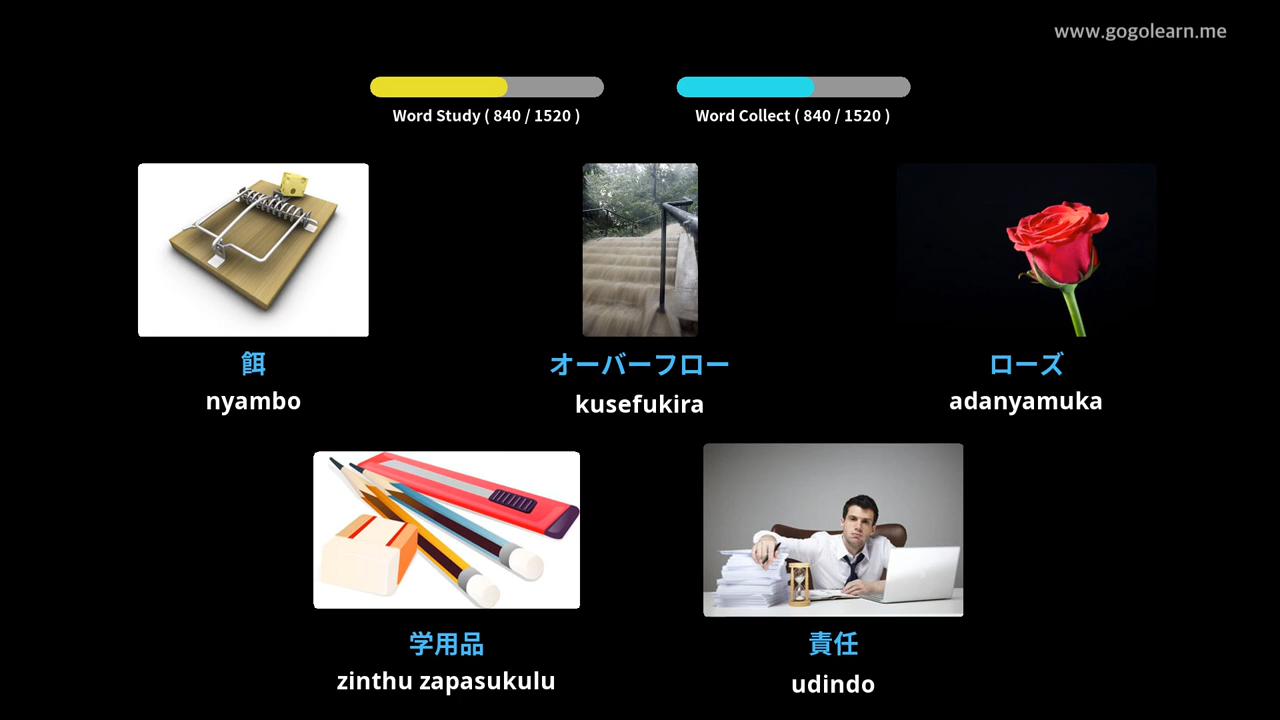 www.gogolearn.me
Word Study ( 840 / 1520 )
Word Collect ( 840 / 1520 )
餌
nyambo
オーバーフロー
kusefukira
ローズ
adanyamuka
学用品
zinthu zapasukulu
責任
udindo